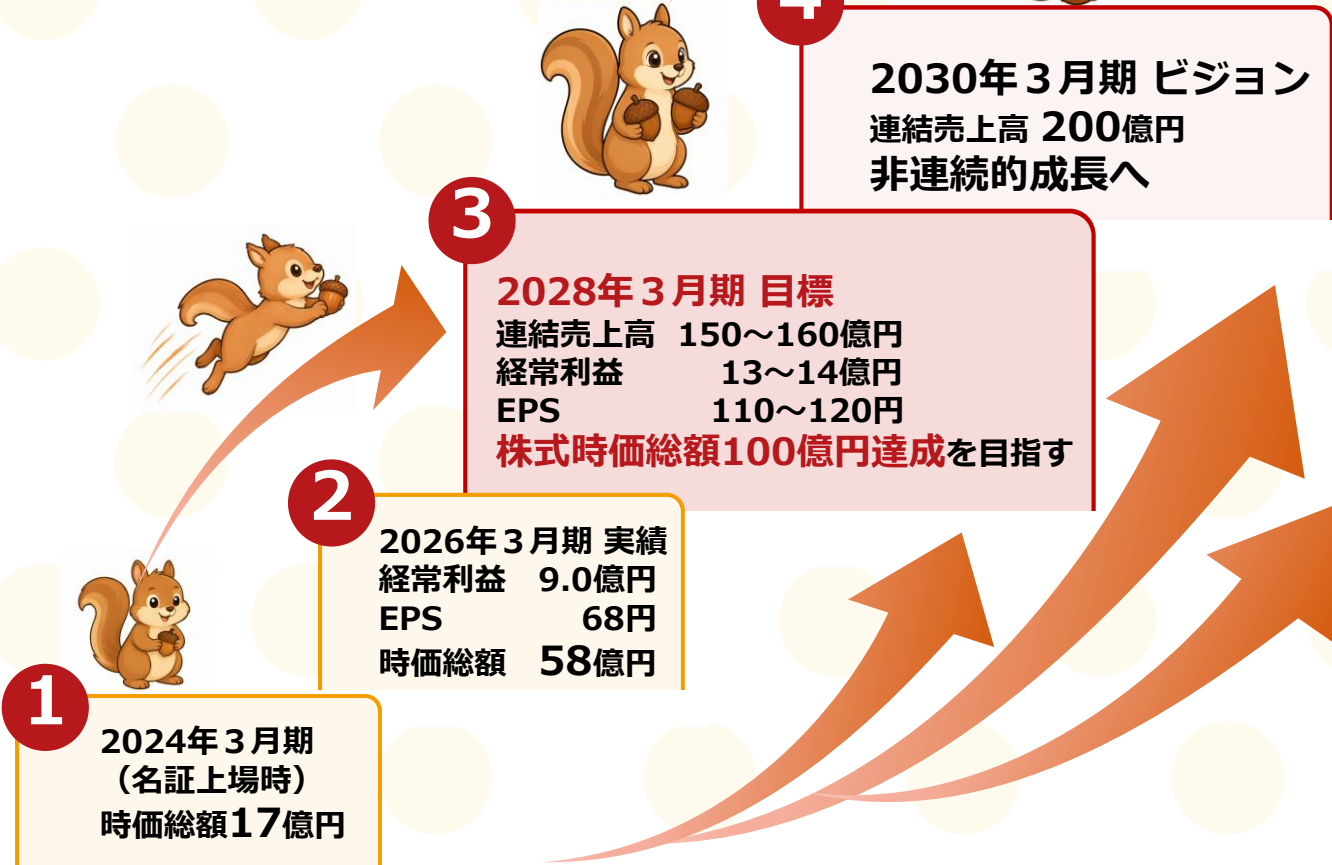 4
2030年３月期 ビジョン
連結売上高 200億円
非連続的成長へ
3
2028年３月期 目標
連結売上高 150～160億円
経常利益 13～14億円
EPS 110～120円
株式時価総額100億円達成を目指す
2
2026年３月期 実績
経常利益 9.0億円
EPS 68円
時価総額 58億円
1
2024年３月期
（名証上場時）
時価総額17億円